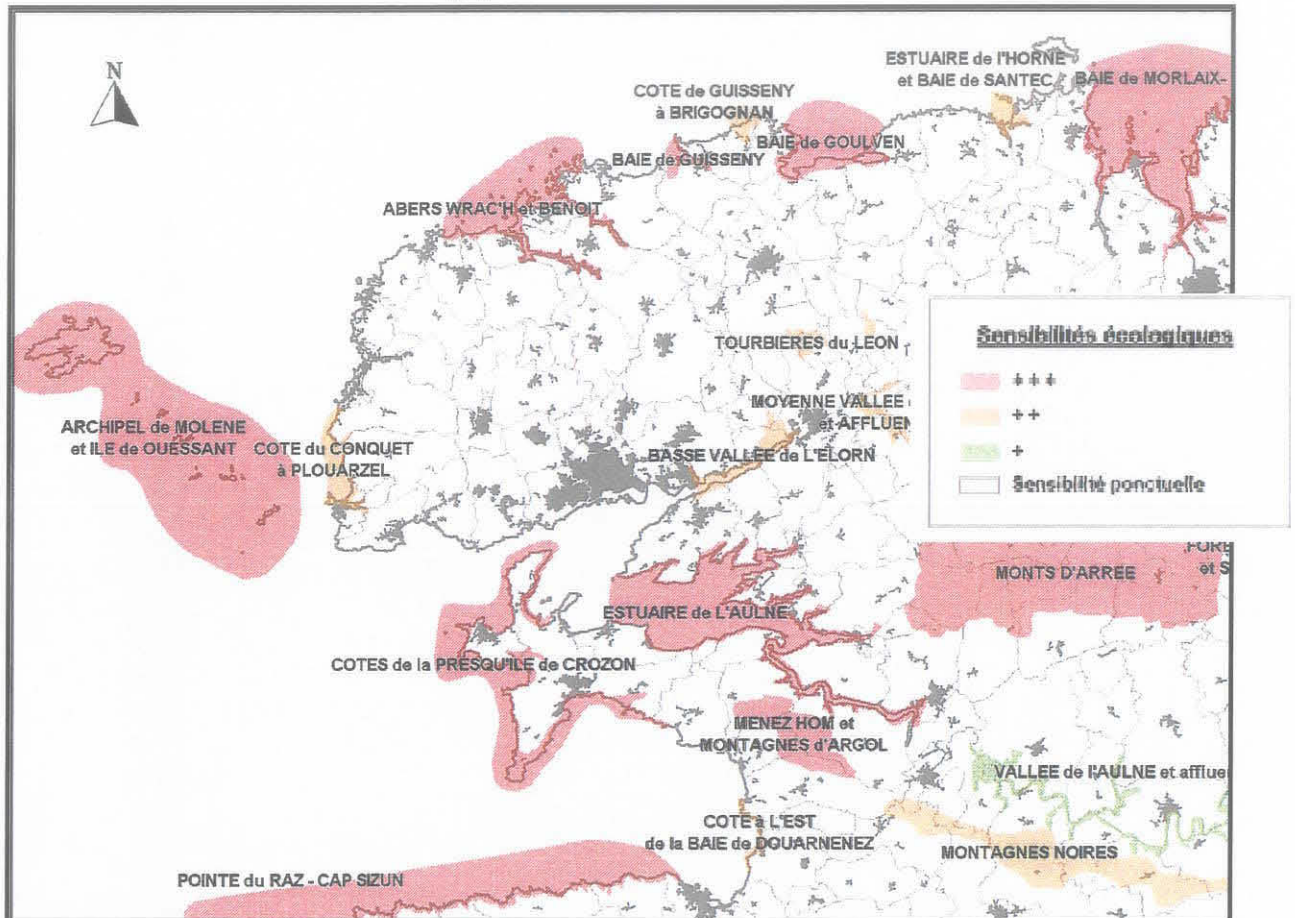 N
ESTUAIRE de l'HORNE
et BAIE de SANTEC
BAIE de MORLAIX-
COTE de GUISSENY
à BRIGOGNAN
BAIE de GOULVEN
BAIE de GUISSENY
ABERS WRAC'H et BENOIT
Sensibilités écologiques
+++
++
+
Sensibilité ponctuelle
TOURBIERES du LEON
MOYENNE VALLEE
et AFFLUEN
ARCHIPEL de MOLENE
et ILE de OUESSANT
COTE du CONQUET
à PLOUARZEL
BASSE VALLEE de L'ELORN
FORE
et S
MONTS D'ARREE
ESTUAIRE de L'AULNE
COTES de la PRESQU'ILE de CROZON
MENEZ HOM et
MONTAGNES d'ARGOL
VALLEE de l'AULNE et afflue
COTE à L'EST
de la BAIE de DOUARNENEZ
MONTAGNES NOIRES
POINTE du RAZ - CAP SIZUN